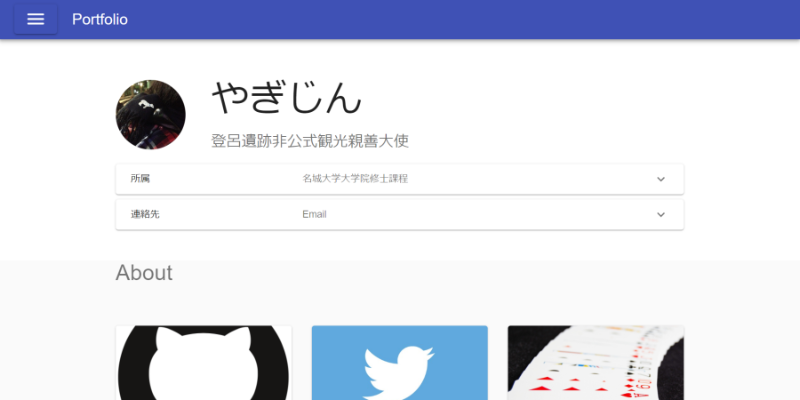 Portfolio
やぎじん
登呂遺跡非公式観光親善大使
所属 名城大学大学院修士課程
連絡先 Email
About